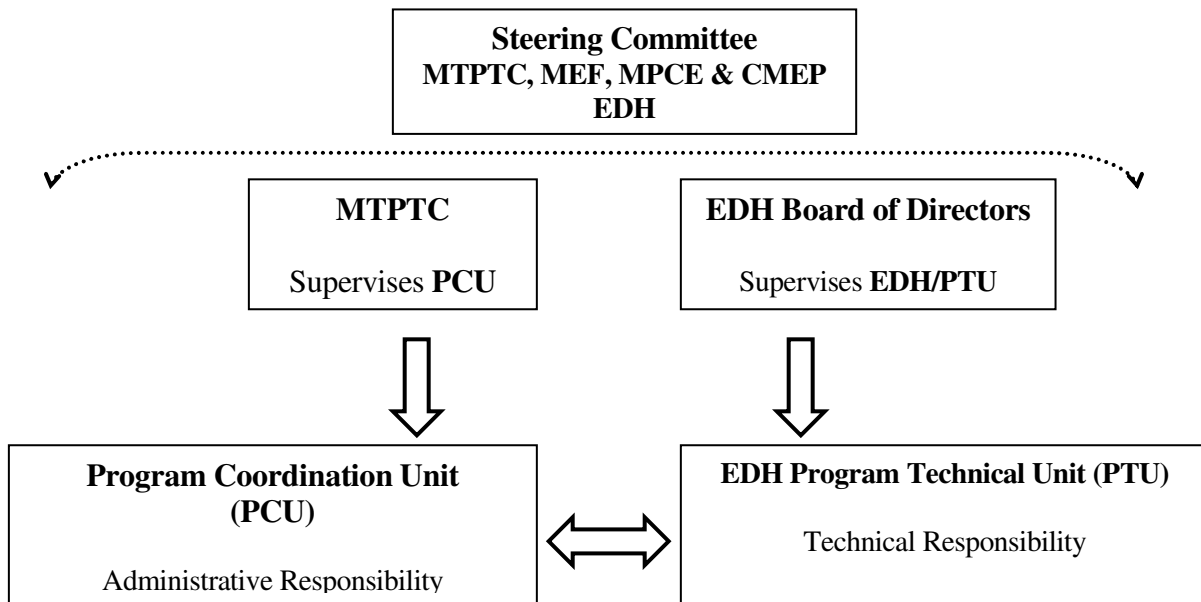 Steering Committee
MTPTC, MEF, MPCE & CMEP
EDH
MTPTC
Supervises PCU
EDH Board of Directors
Supervises EDH/PTU
Program Coordination Unit
(PCU)
Administrative Responsibility
EDH Program Technical Unit (PTU)
Technical Responsibility